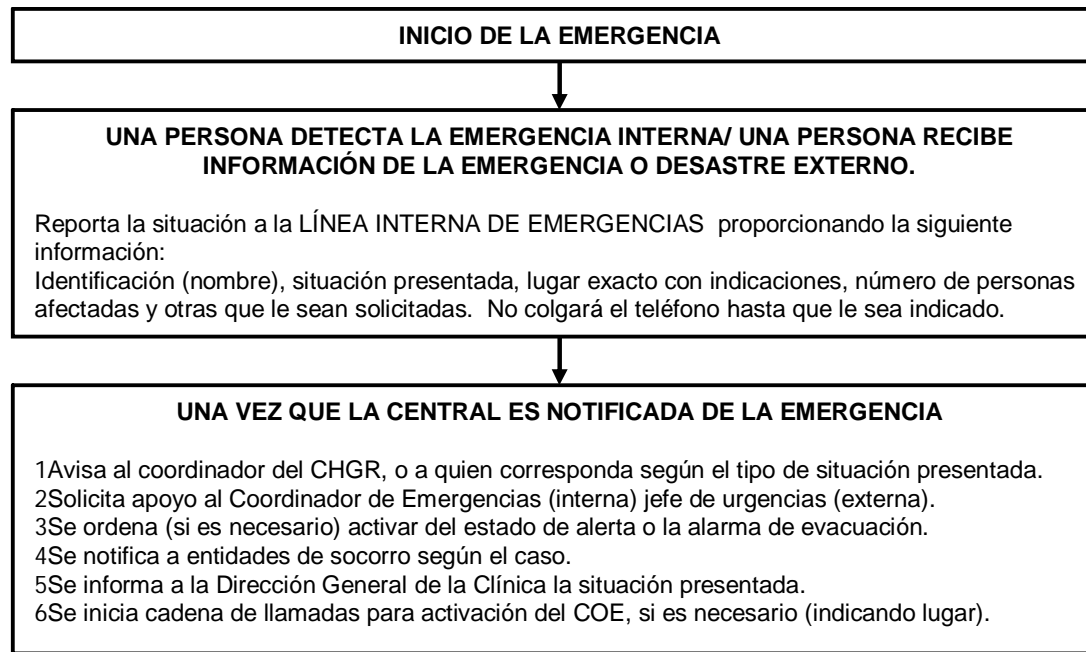 INICIO DE LA EMERGENCIA
UNA PERSONA DETECTA LA EMERGENCIA INTERNA/ UNA PERSONA RECIBE
INFORMACIÓN DE LA EMERGENCIA O DESASTRE EXTERNO.
Reporta la situación a la LÍNEA INTERNA DE EMERGENCIAS proporcionando la siguiente
información:
Identificación (nombre), situación presentada, lugar exacto con indicaciones, número de personas
afectadas y otras que le sean solicitadas. No colgará el teléfono hasta que le sea indicado.
UNA VEZ QUE LA CENTRAL ES NOTIFICADA DE LA EMERGENCIA
1Avisa al coordinador del CHGR, o a quien corresponda según el tipo de situación presentada.
2Solicita apoyo al Coordinador de Emergencias (interna) jefe de urgencias (externa).
3Se ordena (si es necesario) activar del estado de alerta o la alarma de evacuación.
4Se notifica a entidades de socorro según el caso.
5Se informa a la Dirección General de la Clínica la situación presentada.
6Se inicia cadena de llamadas para activación del COE, si es necesario (indicando lugar).